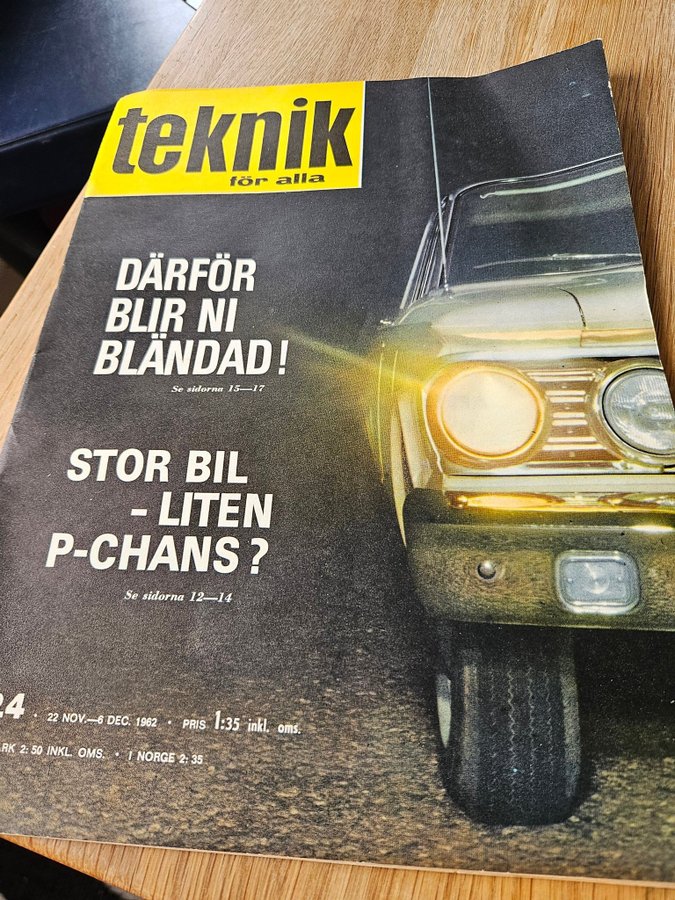 teknik
för alla
DÄRFÖR
BLIR NI
BLÄNDAD!
Se sidorna 15—17
STOR BIL
- LITEN
P-CHANS?
Se sidorna 12—14
24 · 22 NOV.—6 DEC. 1962 · PRIS 1:35 inkl. oms.
2:50 INKL. OMS. · I NORGE 2:35